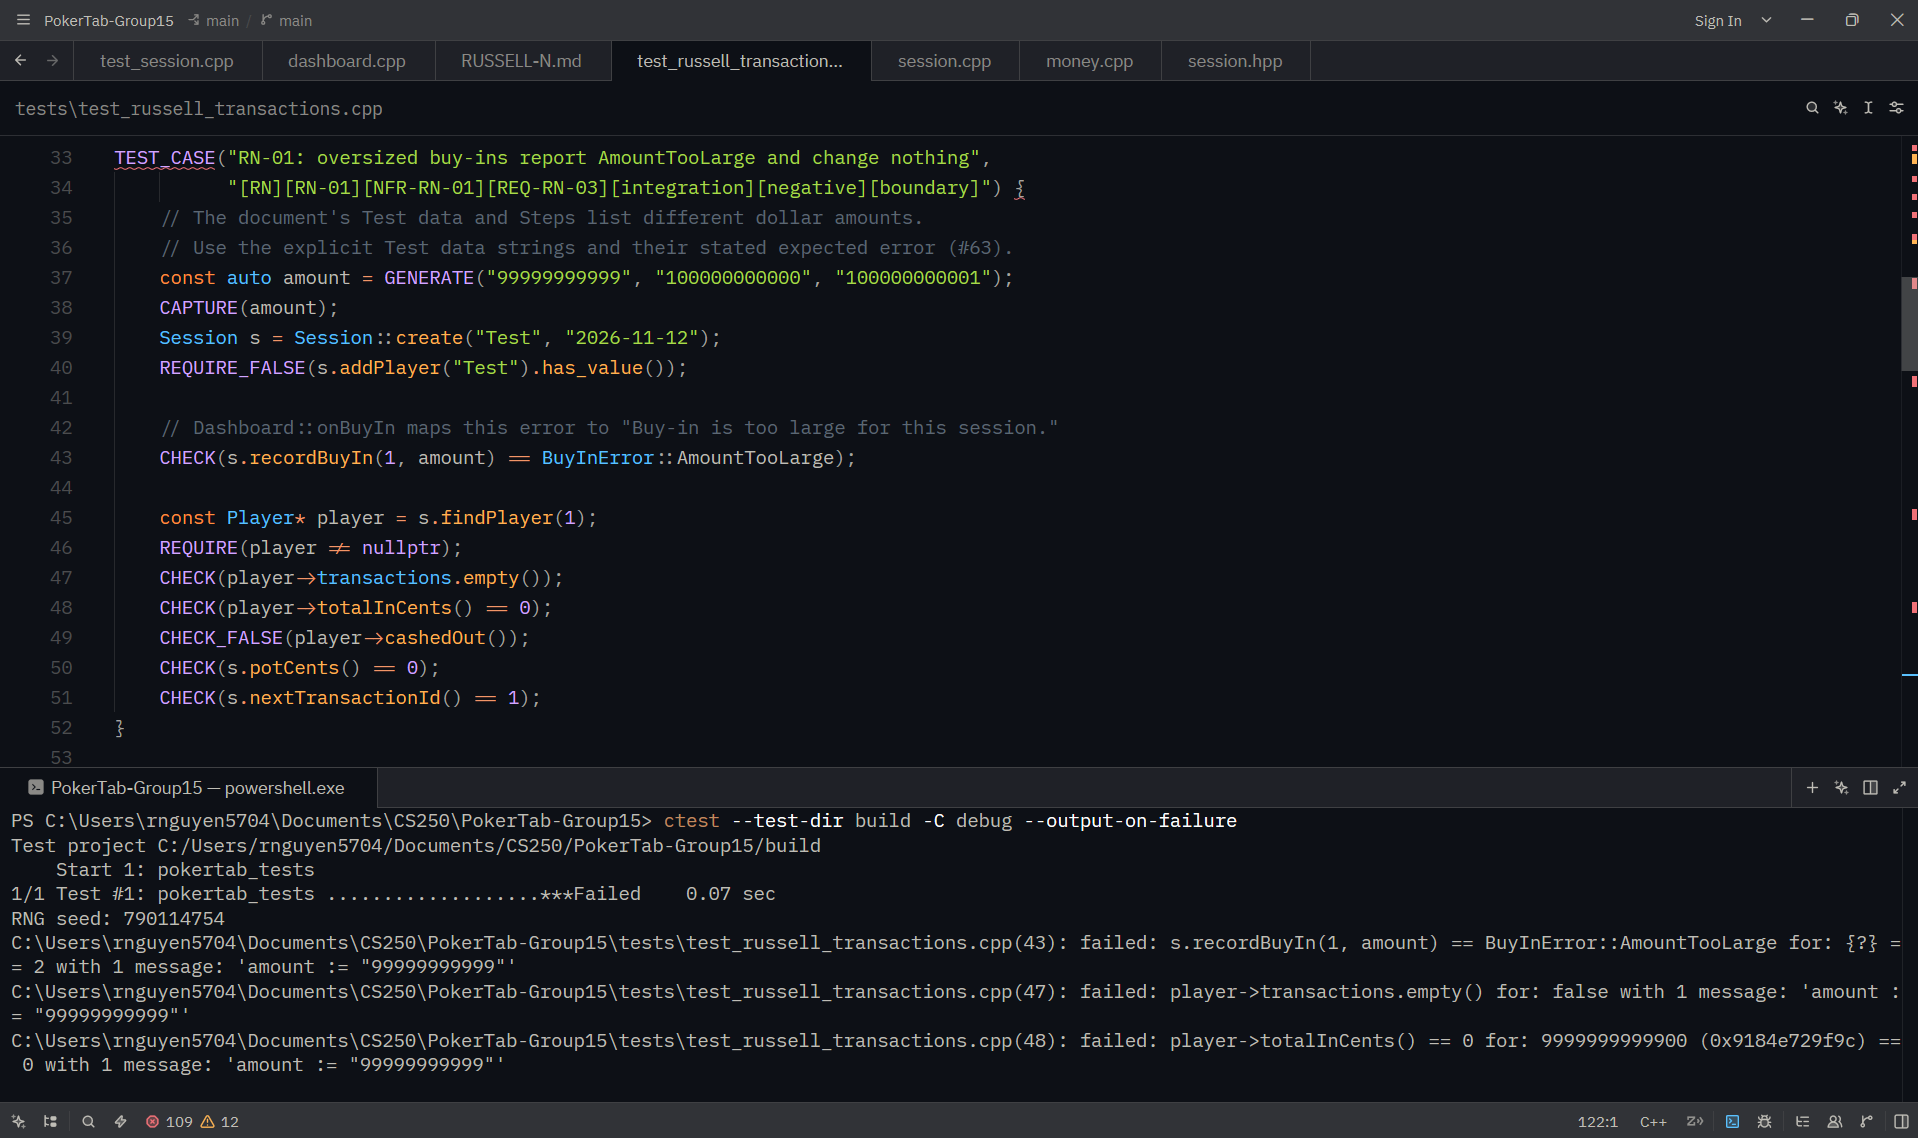 PokerTab-Group15 main / main Sign In
test_session.cpp dashboard.cpp RUSSELL-N.md test_russell_transaction... session.cpp money.cpp session.hpp
tests\test_russell_transactions.cpp
33 TEST_CASE("RN-01: oversized buy-ins report AmountTooLarge and change nothing",
34 "[RN][RN-01][NFR-RN-01][REQ-RN-03][integration][negative][boundary]") {
35 // The document's Test data and Steps list different dollar amounts.
36 // Use the explicit Test data strings and their stated expected error (#63).
37 const auto amount = GENERATE("99999999999", "100000000000", "100000000001");
38 CAPTURE(amount);
39 Session s = Session::create("Test", "2026-11-12");
40 REQUIRE_FALSE(s.addPlayer("Test").has_value());
41
42 // Dashboard::onBuyIn maps this error to "Buy-in is too large for this session."
43 CHECK(s.recordBuyIn(1, amount) == BuyInError::AmountTooLarge);
44
45 const Player* player = s.findPlayer(1);
46 REQUIRE(player != nullptr);
47 CHECK(player->transactions.empty());
48 CHECK(player->totalInCents() == 0);
49 CHECK_FALSE(player->cashedOut());
50 CHECK(s.potCents() == 0);
51 CHECK(s.nextTransactionId() == 1);
52 }
53
PokerTab-Group15 — powershell.exe
PS C:\Users\rnguyen5704\Documents\CS250\PokerTab-Group15> ctest --test-dir build -C debug --output-on-failure
Test project C:/Users/rnguyen5704/Documents/CS250/PokerTab-Group15/build
Start 1: pokertab_tests
1/1 Test #1: pokertab_tests ...................***Failed 0.07 sec
RNG seed: 790114754
C:\Users\rnguyen5704\Documents\CS250\PokerTab-Group15\tests\test_russell_transactions.cpp(43): failed: s.recordBuyIn(1, amount) == BuyInError::AmountTooLarge for: {?} =
= 2 with 1 message: 'amount := "99999999999"'
C:\Users\rnguyen5704\Documents\CS250\PokerTab-Group15\tests\test_russell_transactions.cpp(47): failed: player->transactions.empty() for: false with 1 message: 'amount :
= "99999999999"'
C:\Users\rnguyen5704\Documents\CS250\PokerTab-Group15\tests\test_russell_transactions.cpp(48): failed: player->totalInCents() == 0 for: 9999999999900 (0x9184e729f9c) ==
0 with 1 message: 'amount := "99999999999"'
109 12 122:1 C++